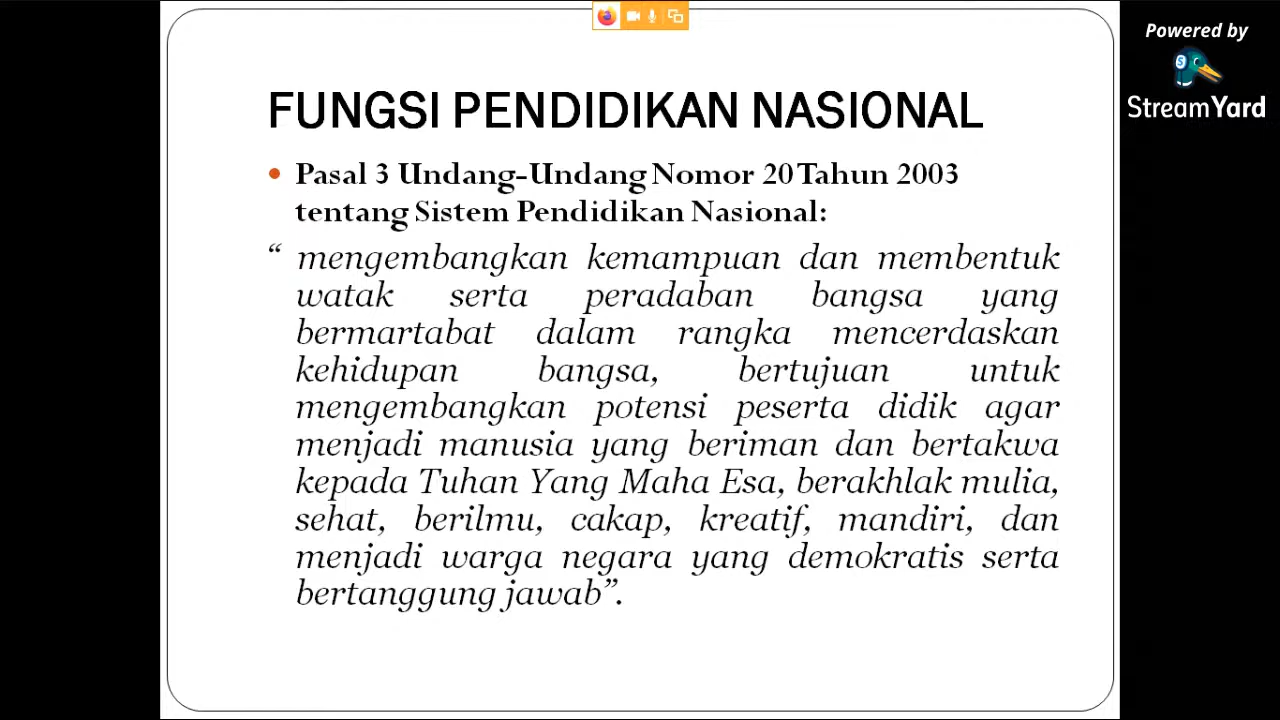 Powered by
StreamYard
FUNGSI PENDIDIKAN NASIONAL
• Pasal 3 Undang-Undang Nomor 20 Tahun 2003
tentang Sistem Pendidikan Nasional:
“ mengembangkan kemampuan dan membentuk
watak serta peradaban bangsa yang
bermartabat dalam rangka mencerdaskan
kehidupan bangsa, bertujuan untuk
mengembangkan potensi peserta didik agar
menjadi manusia yang beriman dan bertakwa
kepada Tuhan Yang Maha Esa, berakhlak mulia,
sehat, berilmu, cakap, kreatif, mandiri, dan
menjadi warga negara yang demokratis serta
bertanggung jawab”.